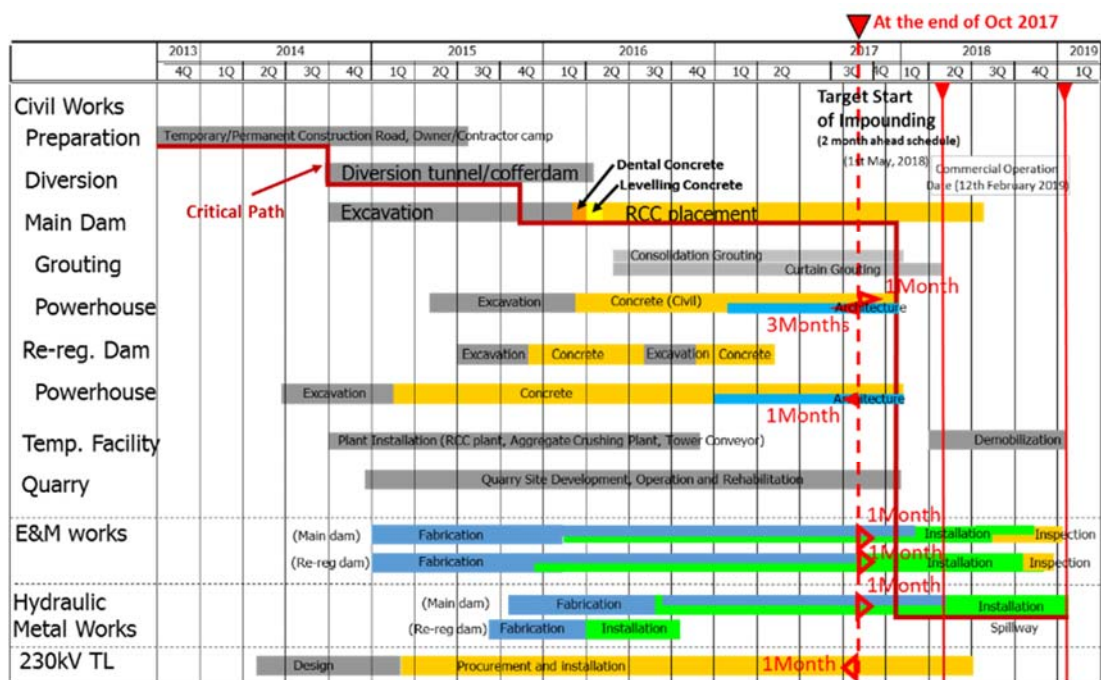 At the end of Oct 2017
2013 2014 2015 2016 2017 2018 2019
4Q 1Q 2Q 3Q 4Q 1Q 2Q 3Q 4Q 1Q 2Q 3Q 4Q 1Q 2Q 3Q 4Q 1Q 2Q 3Q 4Q 1Q
Civil Works
Target Start
of Impounding
(2 month ahead schedule)
(1st May, 2018)
Preparation
Temporary/Permanent Construction Road, Owner/Contractor camp
Commercial Operation
Date (12th February 2019)
Diversion
Diversion tunnel/cofferdam
Dental Concrete
Levelling Concrete
Critical Path
Main Dam
Excavation
RCC placement
Grouting
Consolidation Grouting
Curtain Grouting
1Month
Powerhouse
Excavation
Concrete (Civil)
Architecture
3Months
Re-reg. Dam
Excavation
Concrete
Excavation
Concrete
Powerhouse
Excavation
Concrete
Architecture
1Month
Temp. Facility
Plant Installation (RCC plant, Aggregate Crushing Plant, Tower Conveyor)
Demobilization
Quarry
Quarry Site Development, Operation and Rehabilitation
1Month
E&M works
(Main dam)
Fabrication
Installation
Inspection
1Month
(Re-reg dam)
Fabrication
Installation
Inspection
1Month
Hydraulic
Metal Works
(Main dam)
Fabrication
Installation
(Re-reg dam)
Fabrication
Installation
Spillway
230kV TL
Design
Procurement and installation
1Month